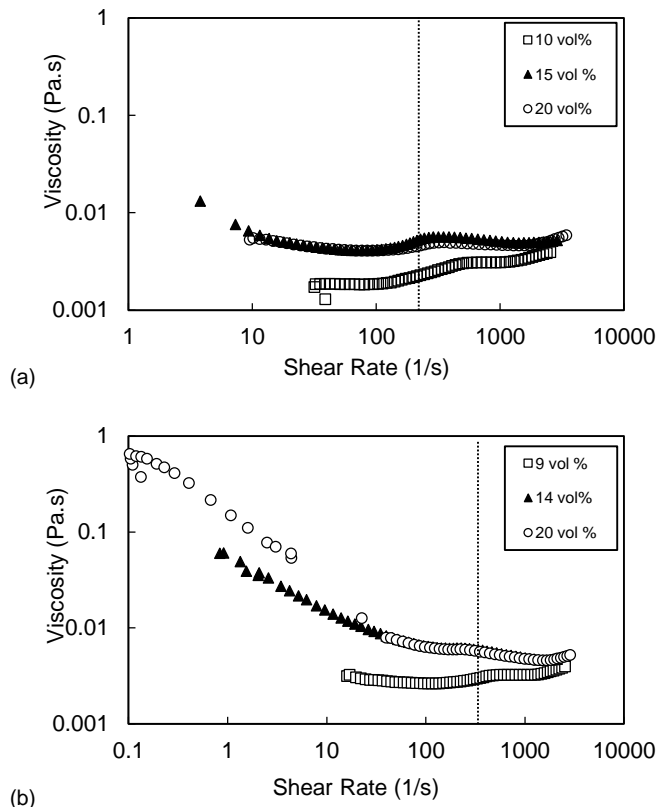 1
0.1
0.01
0.001
Viscosity (Pa.s)
10 vol%
15 vol %
20 vol%
1 10 100 1000 10000
Shear Rate (1/s)
(a)
1
0.1
0.01
0.001
Viscosity (Pa.s)
9 vol %
14 vol%
20 vol %
0.1 1 10 100 1000 10000
Shear Rate (1/s)
(b)